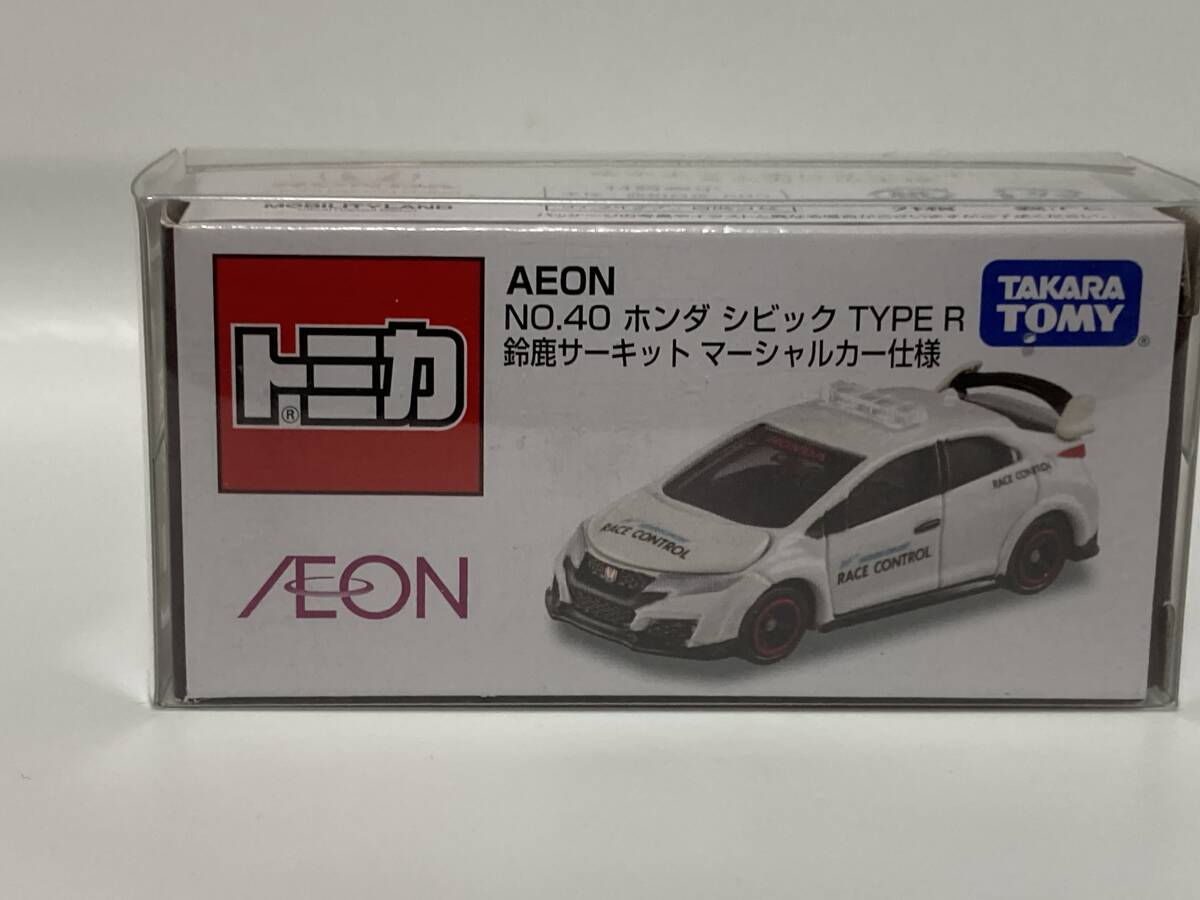 MOBILITYLAND
トミカ
®
AEON
NO.40 ホンダ シビック TYPE R
鈴鹿サーキット マーシャルカー仕様
TAKARA
TOMY
®
HONDA
RACE CONTROL
RACE CONTROL
RACE CONTROL
ÆON